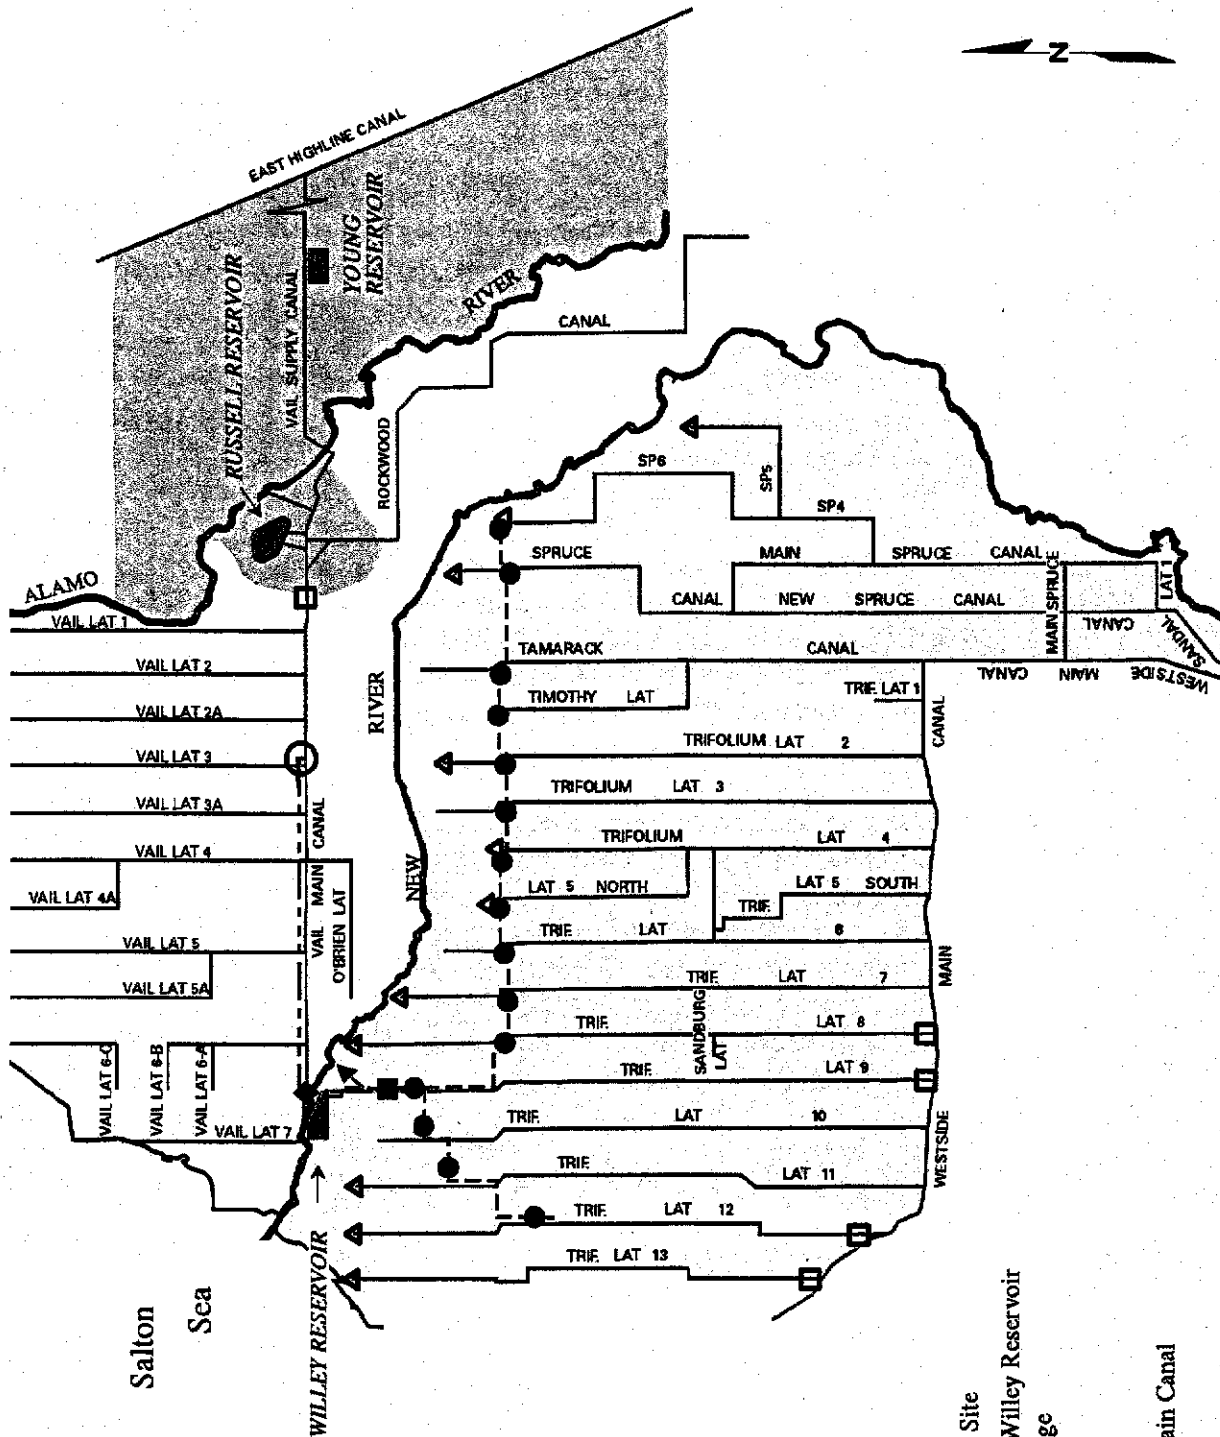 N
EAST HIGHLINE CANAL
RUSSELL RESERVOIR
VAIL SUPPLY CANAL
YOUNG
RESERVOIR
RIVER
CANAL
ROCKWOOD
ALAMO
VAIL LAT 1
VAIL LAT 2
VAIL LAT 2A
VAIL LAT 3
VAIL LAT 3A
VAIL LAT 4
VAIL LAT 4A
VAIL LAT 5
VAIL LAT 5A
VAIL LAT 6-C
VAIL LAT 6-B
VAIL LAT 6-A
VAIL LAT 7
VAIL MAIN CANAL
O'BRIEN LAT
NEW RIVER
SP6
SP5
SP4
SPRUCE MAIN SPRUCE CANAL
CANAL NEW SPRUCE CANAL
MAIN SPRUCE
CANAL
LAT 1
SANDAL
TAMARACK CANAL
WESTSIDE MAIN CANAL
TIMOTHY LAT
TRIF. LAT 1
TRIFOLIUM LAT 2
TRIFOLIUM LAT 3
TRIFOLIUM LAT 4
LAT 5 NORTH
TRIF. LAT 5 SOUTH
TRIF. LAT 6
TRIF. LAT 7
SANDBURG
LAT
TRIF. LAT 8
TRIF. LAT 9
TRIF. LAT 10
TRIF. LAT 11
TRIF. LAT 12
TRIF. LAT 13
WESTSIDE MAIN CANAL
WILLEY RESERVOIR
Salton
Sea
Site
Willey Reservoir
ge
ain Canal